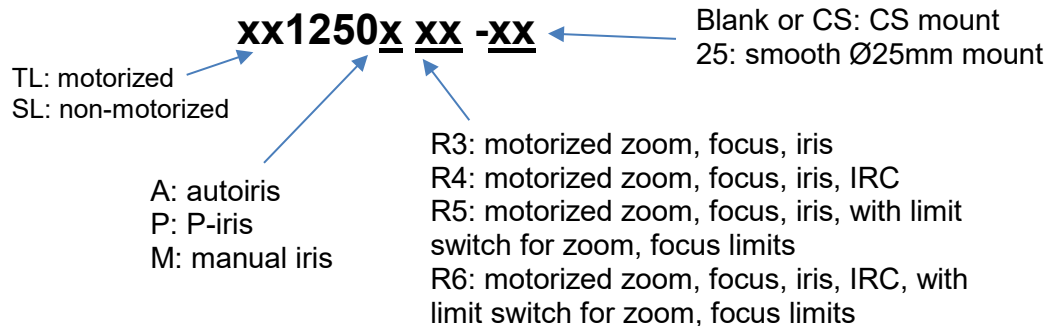 xx1250x xx -xx
Blank or CS: CS mount
25: smooth Ø25mm mount
TL: motorized
SL: non-motorized
A: autoiris
P: P-iris
M: manual iris
R3: motorized zoom, focus, iris
R4: motorized zoom, focus, iris, IRC
R5: motorized zoom, focus, iris, with limit
switch for zoom, focus limits
R6: motorized zoom, focus, iris, IRC, with
limit switch for zoom, focus limits